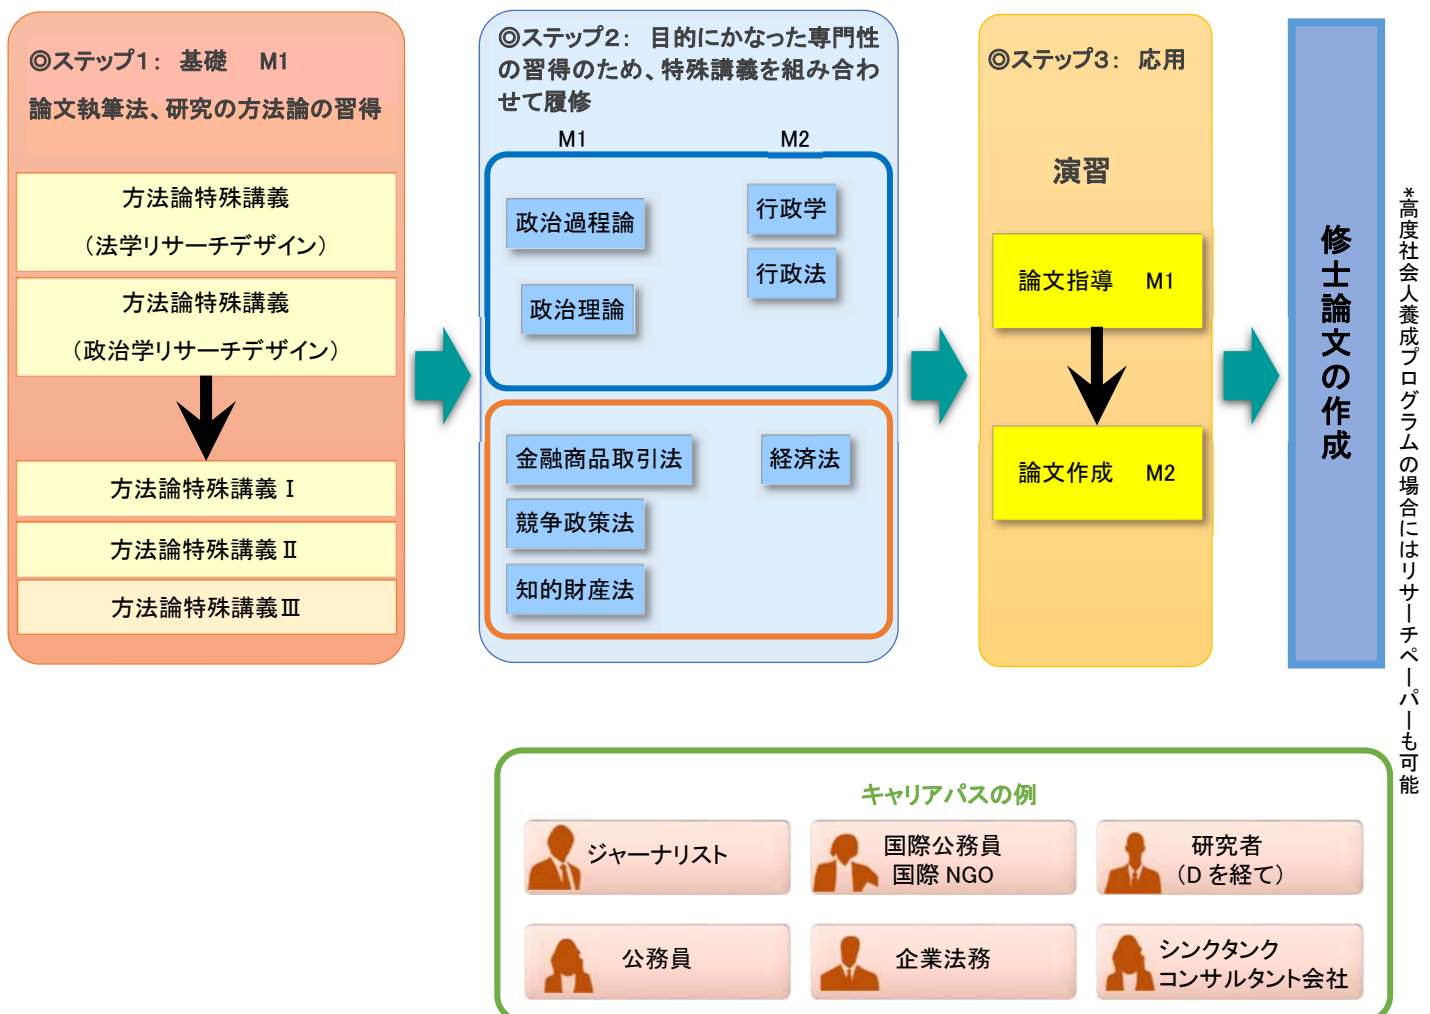 ◎ステップ1： 基礎　M1
論文執筆法、研究の方法論の習得
方法論特殊講義
（法学リサーチデザイン）
方法論特殊講義
（政治学リサーチデザイン）
方法論特殊講義Ⅰ
方法論特殊講義Ⅱ
方法論特殊講義Ⅲ
◎ステップ2： 目的にかなった専門性
の習得のため、特殊講義を組み合わ
せて履修
M1
M2
政治過程論
政治理論
行政学
行政法
金融商品取引法
競争政策法
知的財産法
経済法
◎ステップ3： 応用
演習
論文指導　M1
論文作成　M2
修士論文の作成
*高度社会人養成プログラムの場合にはリサーチペーパーも可能
キャリアパスの例
ジャーナリスト
国際公務員
国際 NGO
研究者
（D を経て）
公務員
企業法務
シンクタンク
コンサルタント会社